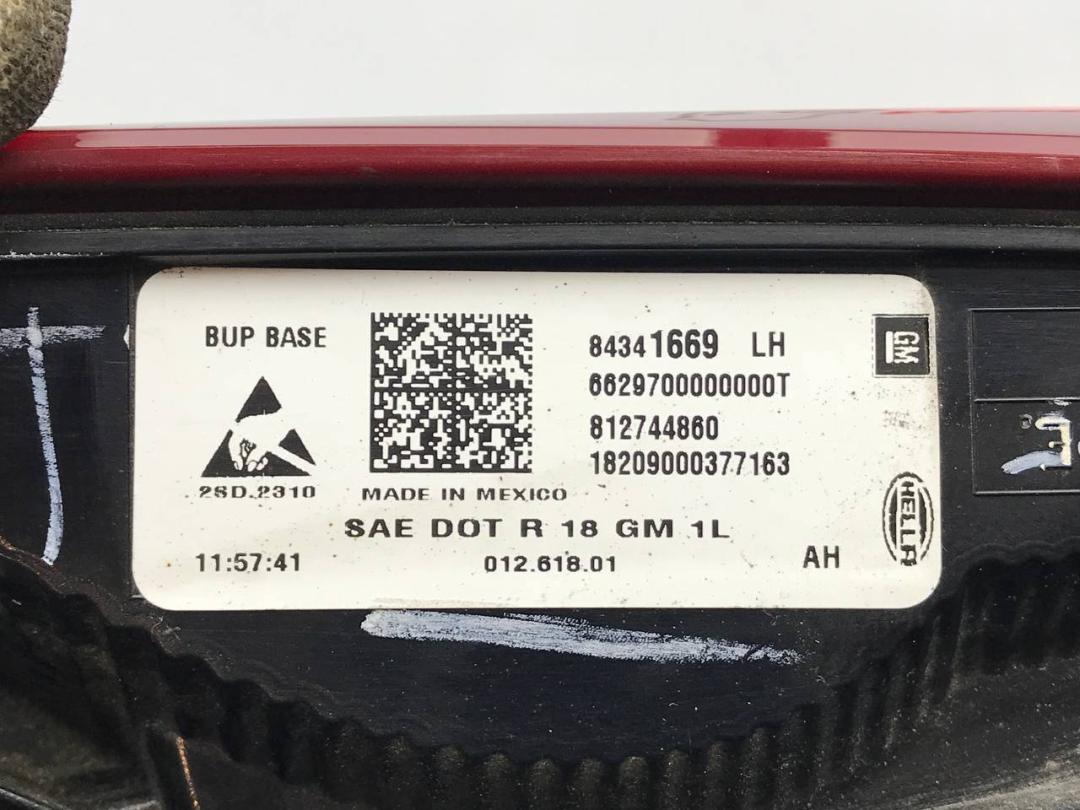 BUP BASE
84341669 LH
GM
6629700000000T
812744860
18209000377163
2SD.2310
MADE IN MEXICO
HELLA
SAE DOT R 18 GM 1L
11:57:41
012.618.01
AH